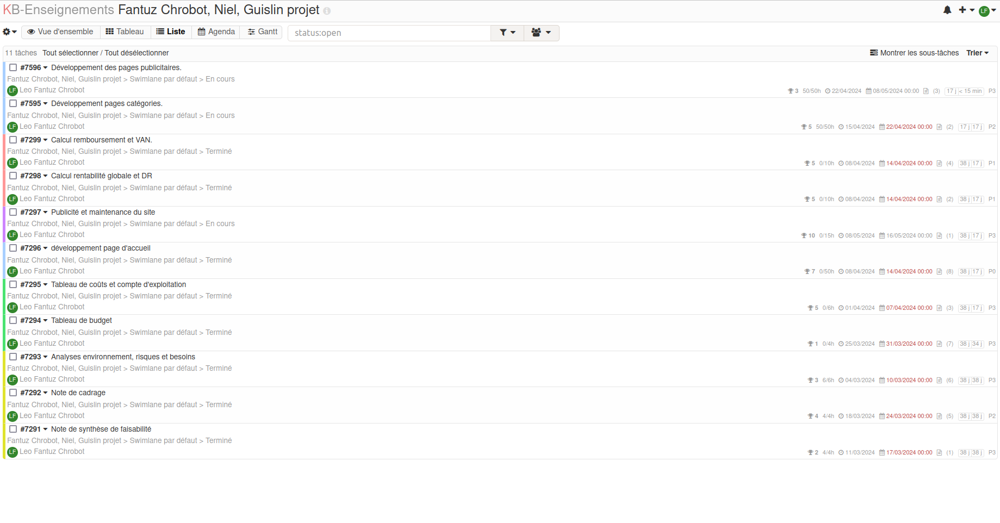 KB-Enseignements Fantuz Chrobot, Niel, Guislin projet
LF
Vue d'ensemble Tableau Liste Agenda Gantt status:open
11 tâches Tout sélectionner / Tout désélectionner Montrer les sous-tâches Trier
#7596 Développement des pages publicitaires.
Fantuz Chrobot, Niel, Guislin projet > Swimlane par défaut > En cours
LF Leo Fantuz Chrobot 3 50/50h 22/04/2024 08/05/2024 00:00 (3) 17 j < 15 min P3
#7595 Développement pages catégories.
Fantuz Chrobot, Niel, Guislin projet > Swimlane par défaut > En cours
LF Leo Fantuz Chrobot 5 50/50h 15/04/2024 22/04/2024 00:00 (2) 17 j 17 j P2
#7299 Calcul remboursement et VAN.
Fantuz Chrobot, Niel, Guislin projet > Swimlane par défaut > Terminé
LF Leo Fantuz Chrobot 5 0/10h 08/04/2024 14/04/2024 00:00 (4) 38 j 17 j P1
#7298 Calcul rentabilité globale et DR
Fantuz Chrobot, Niel, Guislin projet > Swimlane par défaut > Terminé
LF Leo Fantuz Chrobot 5 0/10h 08/04/2024 14/04/2024 00:00 (2) 38 j 17 j P1
#7297 Publicité et maintenance du site
Fantuz Chrobot, Niel, Guislin projet > Swimlane par défaut > En cours
LF Leo Fantuz Chrobot 10 0/15h 08/05/2024 16/05/2024 00:00 (1) 38 j 17 j P3
#7296 développement page d'accueil
Fantuz Chrobot, Niel, Guislin projet > Swimlane par défaut > Terminé
LF Leo Fantuz Chrobot 7 0/50h 08/04/2024 14/04/2024 00:00 (8) 38 j 17 j P0
#7295 Tableau de coûts et compte d'exploitation
Fantuz Chrobot, Niel, Guislin projet > Swimlane par défaut > Terminé
LF Leo Fantuz Chrobot 5 0/6h 01/04/2024 07/04/2024 00:00 (3) 38 j 17 j P3
#7294 Tableau de budget
Fantuz Chrobot, Niel, Guislin projet > Swimlane par défaut > Terminé
LF Leo Fantuz Chrobot 1 0/4h 25/03/2024 31/03/2024 00:00 (7) 38 j 34 j P3
#7293 Analyses environnement, risques et besoins
Fantuz Chrobot, Niel, Guislin projet > Swimlane par défaut > Terminé
LF Leo Fantuz Chrobot 3 6/6h 04/03/2024 10/03/2024 00:00 (6) 38 j 38 j P3
#7292 Note de cadrage
Fantuz Chrobot, Niel, Guislin projet > Swimlane par défaut > Terminé
LF Leo Fantuz Chrobot 4 4/4h 18/03/2024 24/03/2024 00:00 (5) 38 j 38 j P2
#7291 Note de synthèse de faisabilité
Fantuz Chrobot, Niel, Guislin projet > Swimlane par défaut > Terminé
LF Leo Fantuz Chrobot 2 4/4h 11/03/2024 17/03/2024 00:00 (1) 38 j 38 j P3